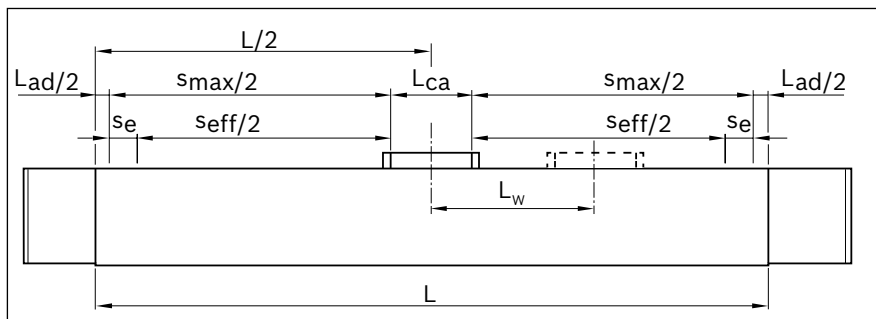 L/2
Lad/2 smax/2 Lca smax/2 Lad/2
se seff/2 seff/2 se
Lw
L